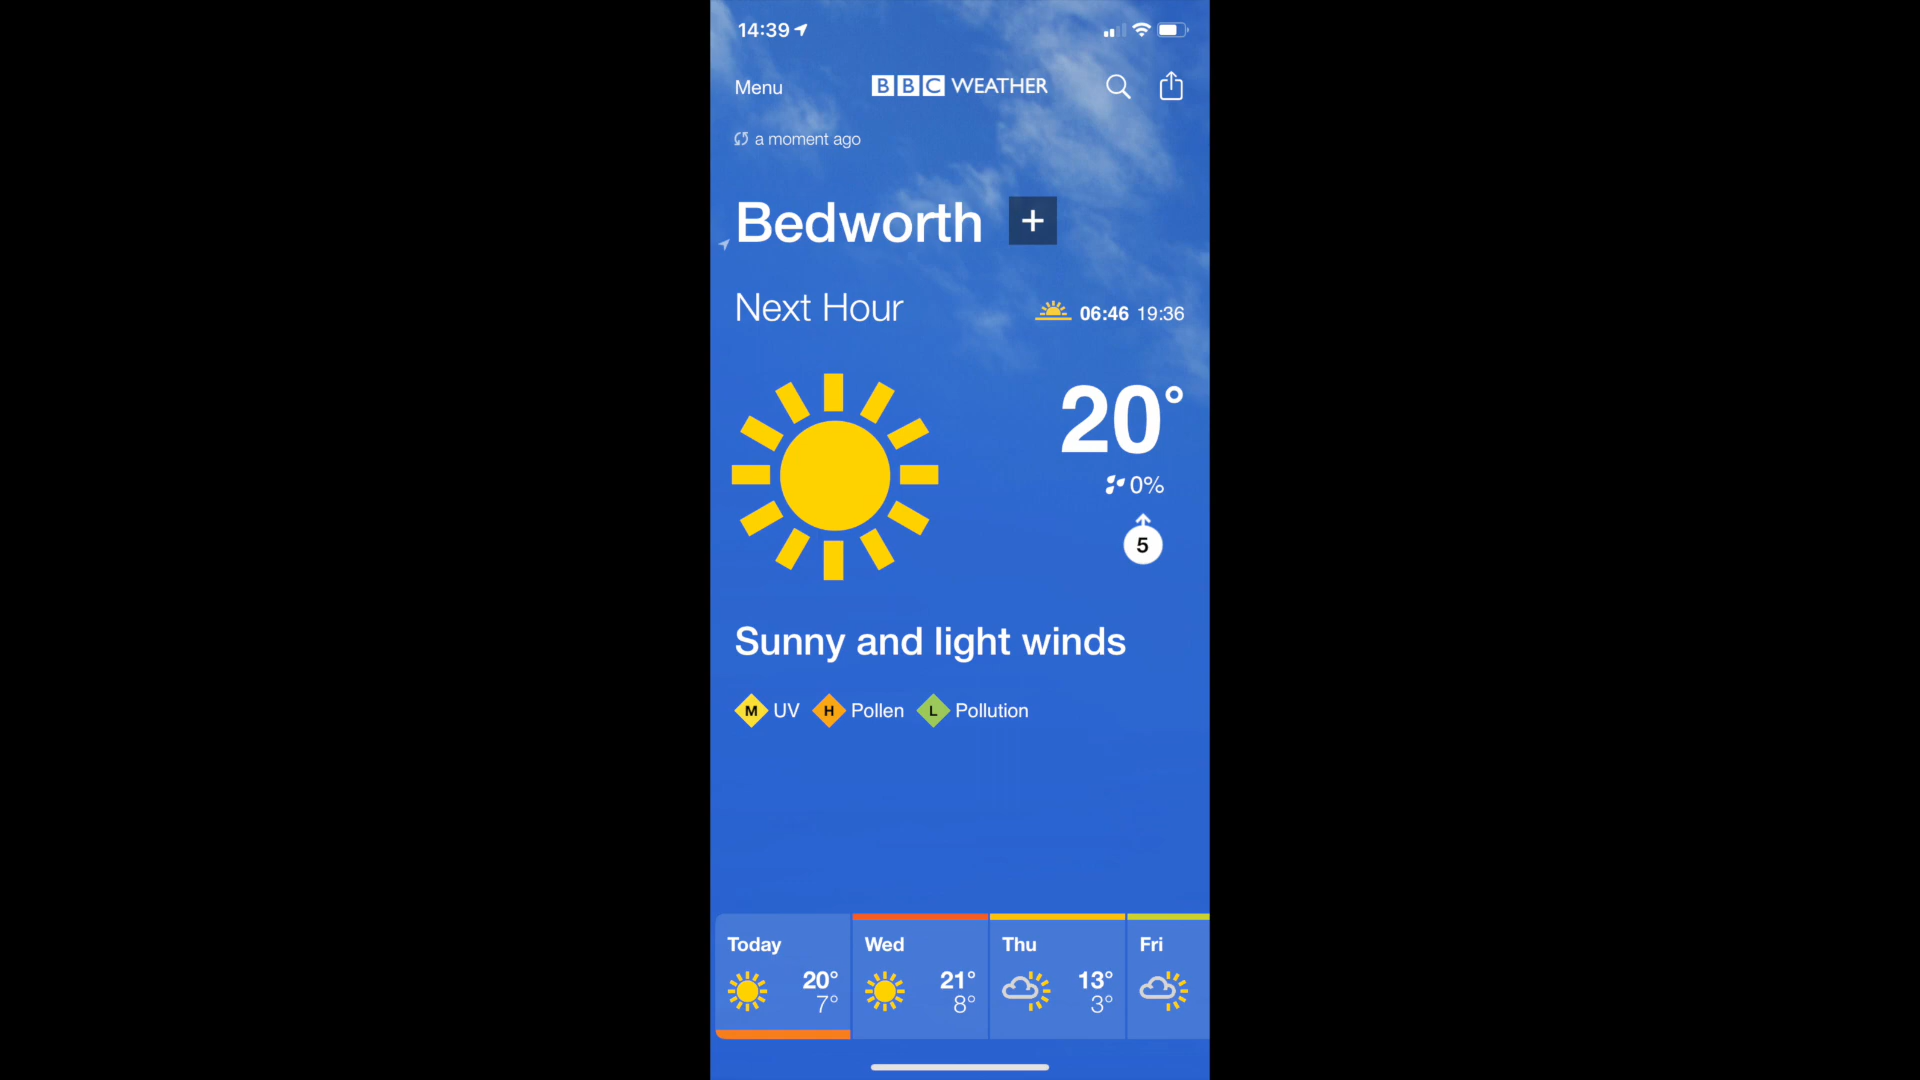 14:39
Menu
BBC WEATHER
a moment ago
Bedworth +
Next Hour
06:46 19:36
20°
0%
5
Sunny and light winds
M UV H Pollen L Pollution
Today Wed Thu Fri
20° 21° 13°
7° 8° 3°